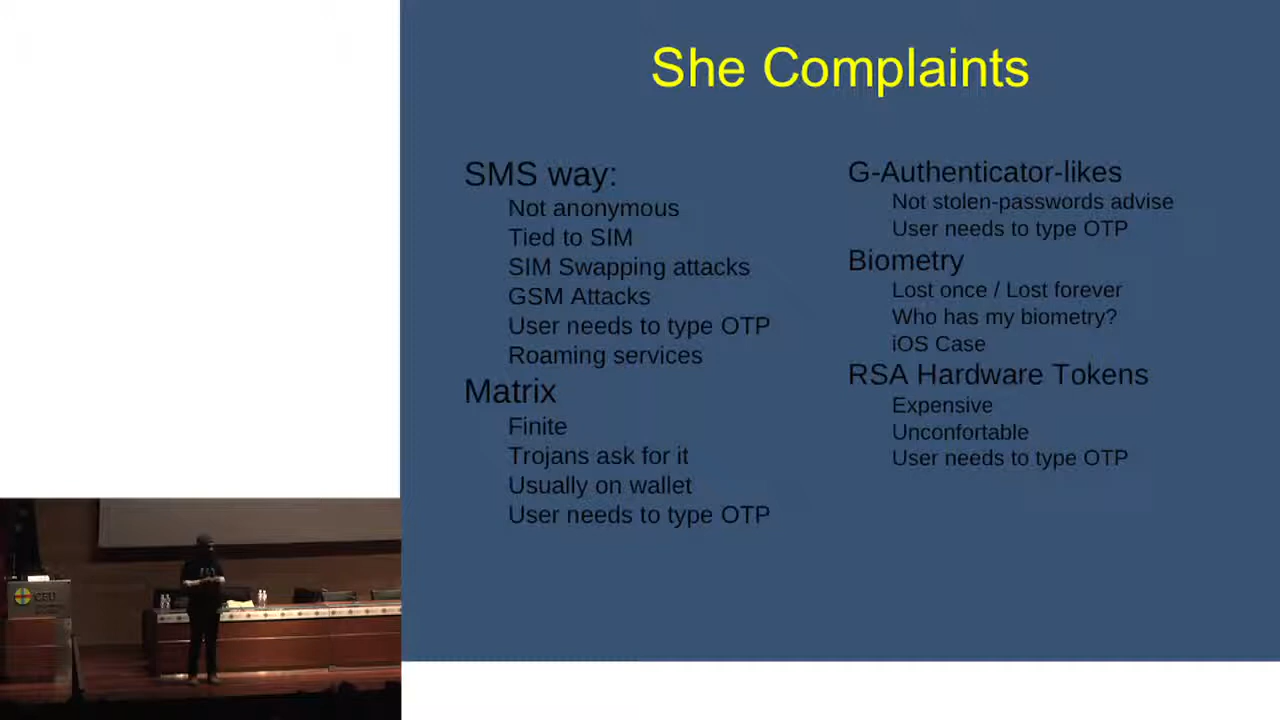 She Complaints
SMS way:
Not anonymous
Tied to SIM
SIM Swapping attacks
GSM Attacks
User needs to type OTP
Roaming services
Matrix
Finite
Trojans ask for it
Usually on wallet
User needs to type OTP
G-Authenticator-likes
Not stolen-passwords advise
User needs to type OTP
Biometry
Lost once / Lost forever
Who has my biometry?
iOS Case
RSA Hardware Tokens
Expensive
Unconfortable
User needs to type OTP
CEU